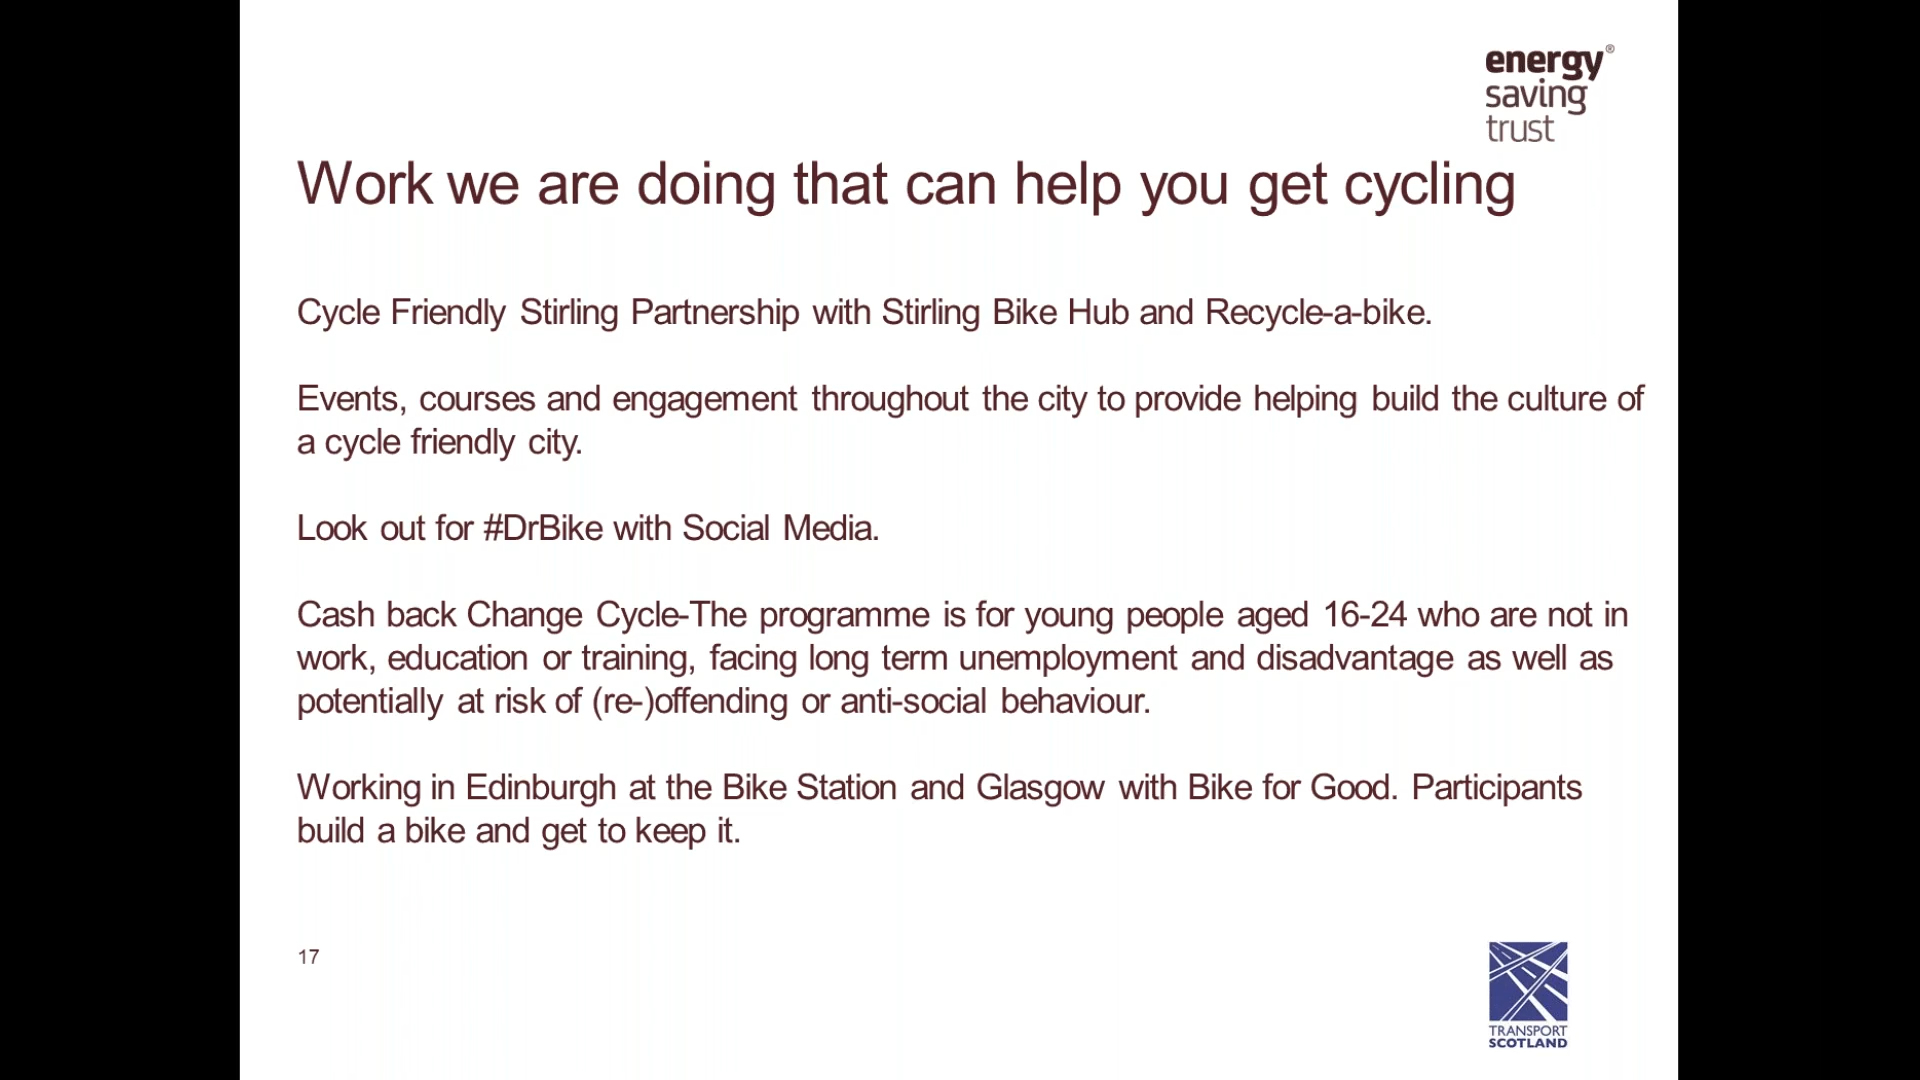 energy®
saving
trust
Work we are doing that can help you get cycling
Cycle Friendly Stirling Partnership with Stirling Bike Hub and Recycle-a-bike.
Events, courses and engagement throughout the city to provide helping build the culture of
a cycle friendly city.
Look out for #DrBike with Social Media.
Cash back Change Cycle-The programme is for young people aged 16-24 who are not in
work, education or training, facing long term unemployment and disadvantage as well as
potentially at risk of (re-)offending or anti-social behaviour.
Working in Edinburgh at the Bike Station and Glasgow with Bike for Good. Participants
build a bike and get to keep it.
17
TRANSPORT
SCOTLAND